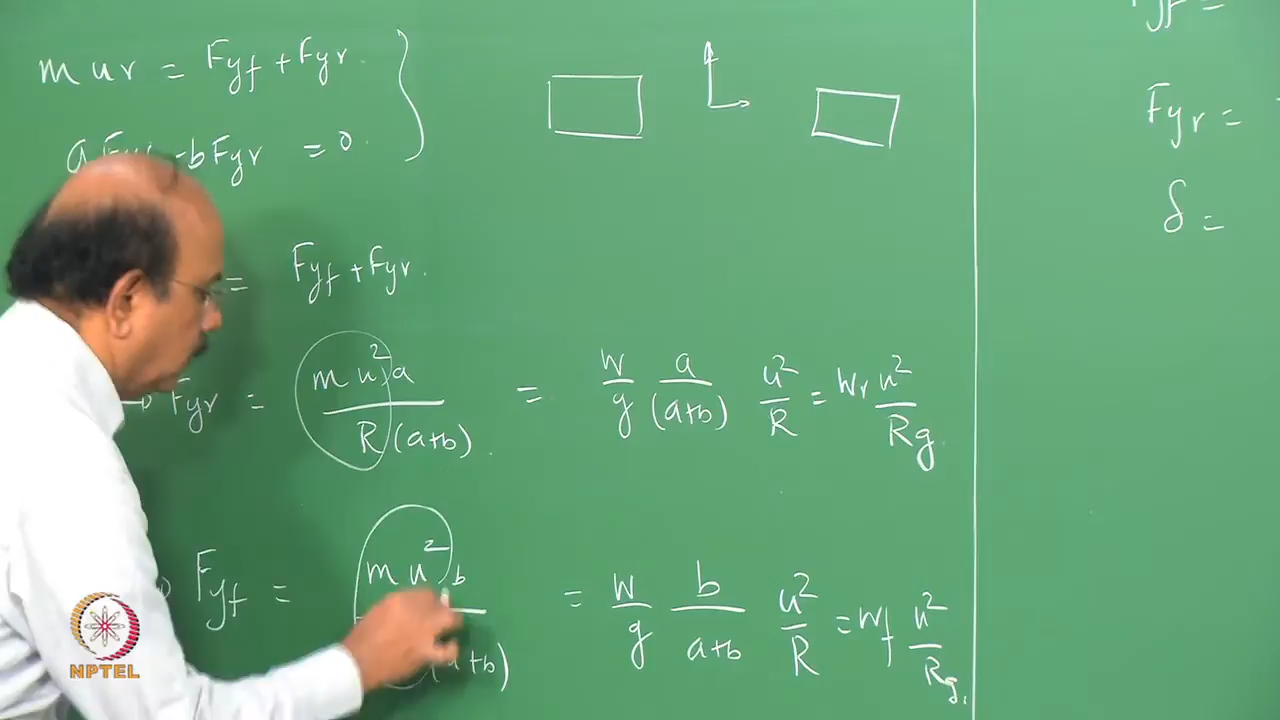 m u r = Fyf + Fyr
a Fyf - b Fyr = 0
= Fyf + Fyr.
Fyr = m u² a / R (a+b) = W/g a/(a+b) u²/R = Wr u²/Rg
Fyf = m u² b / (a+b) = W/g b/a+b u²/R = Wf u²/Rg.
Fyr =
δ =
NPTEL